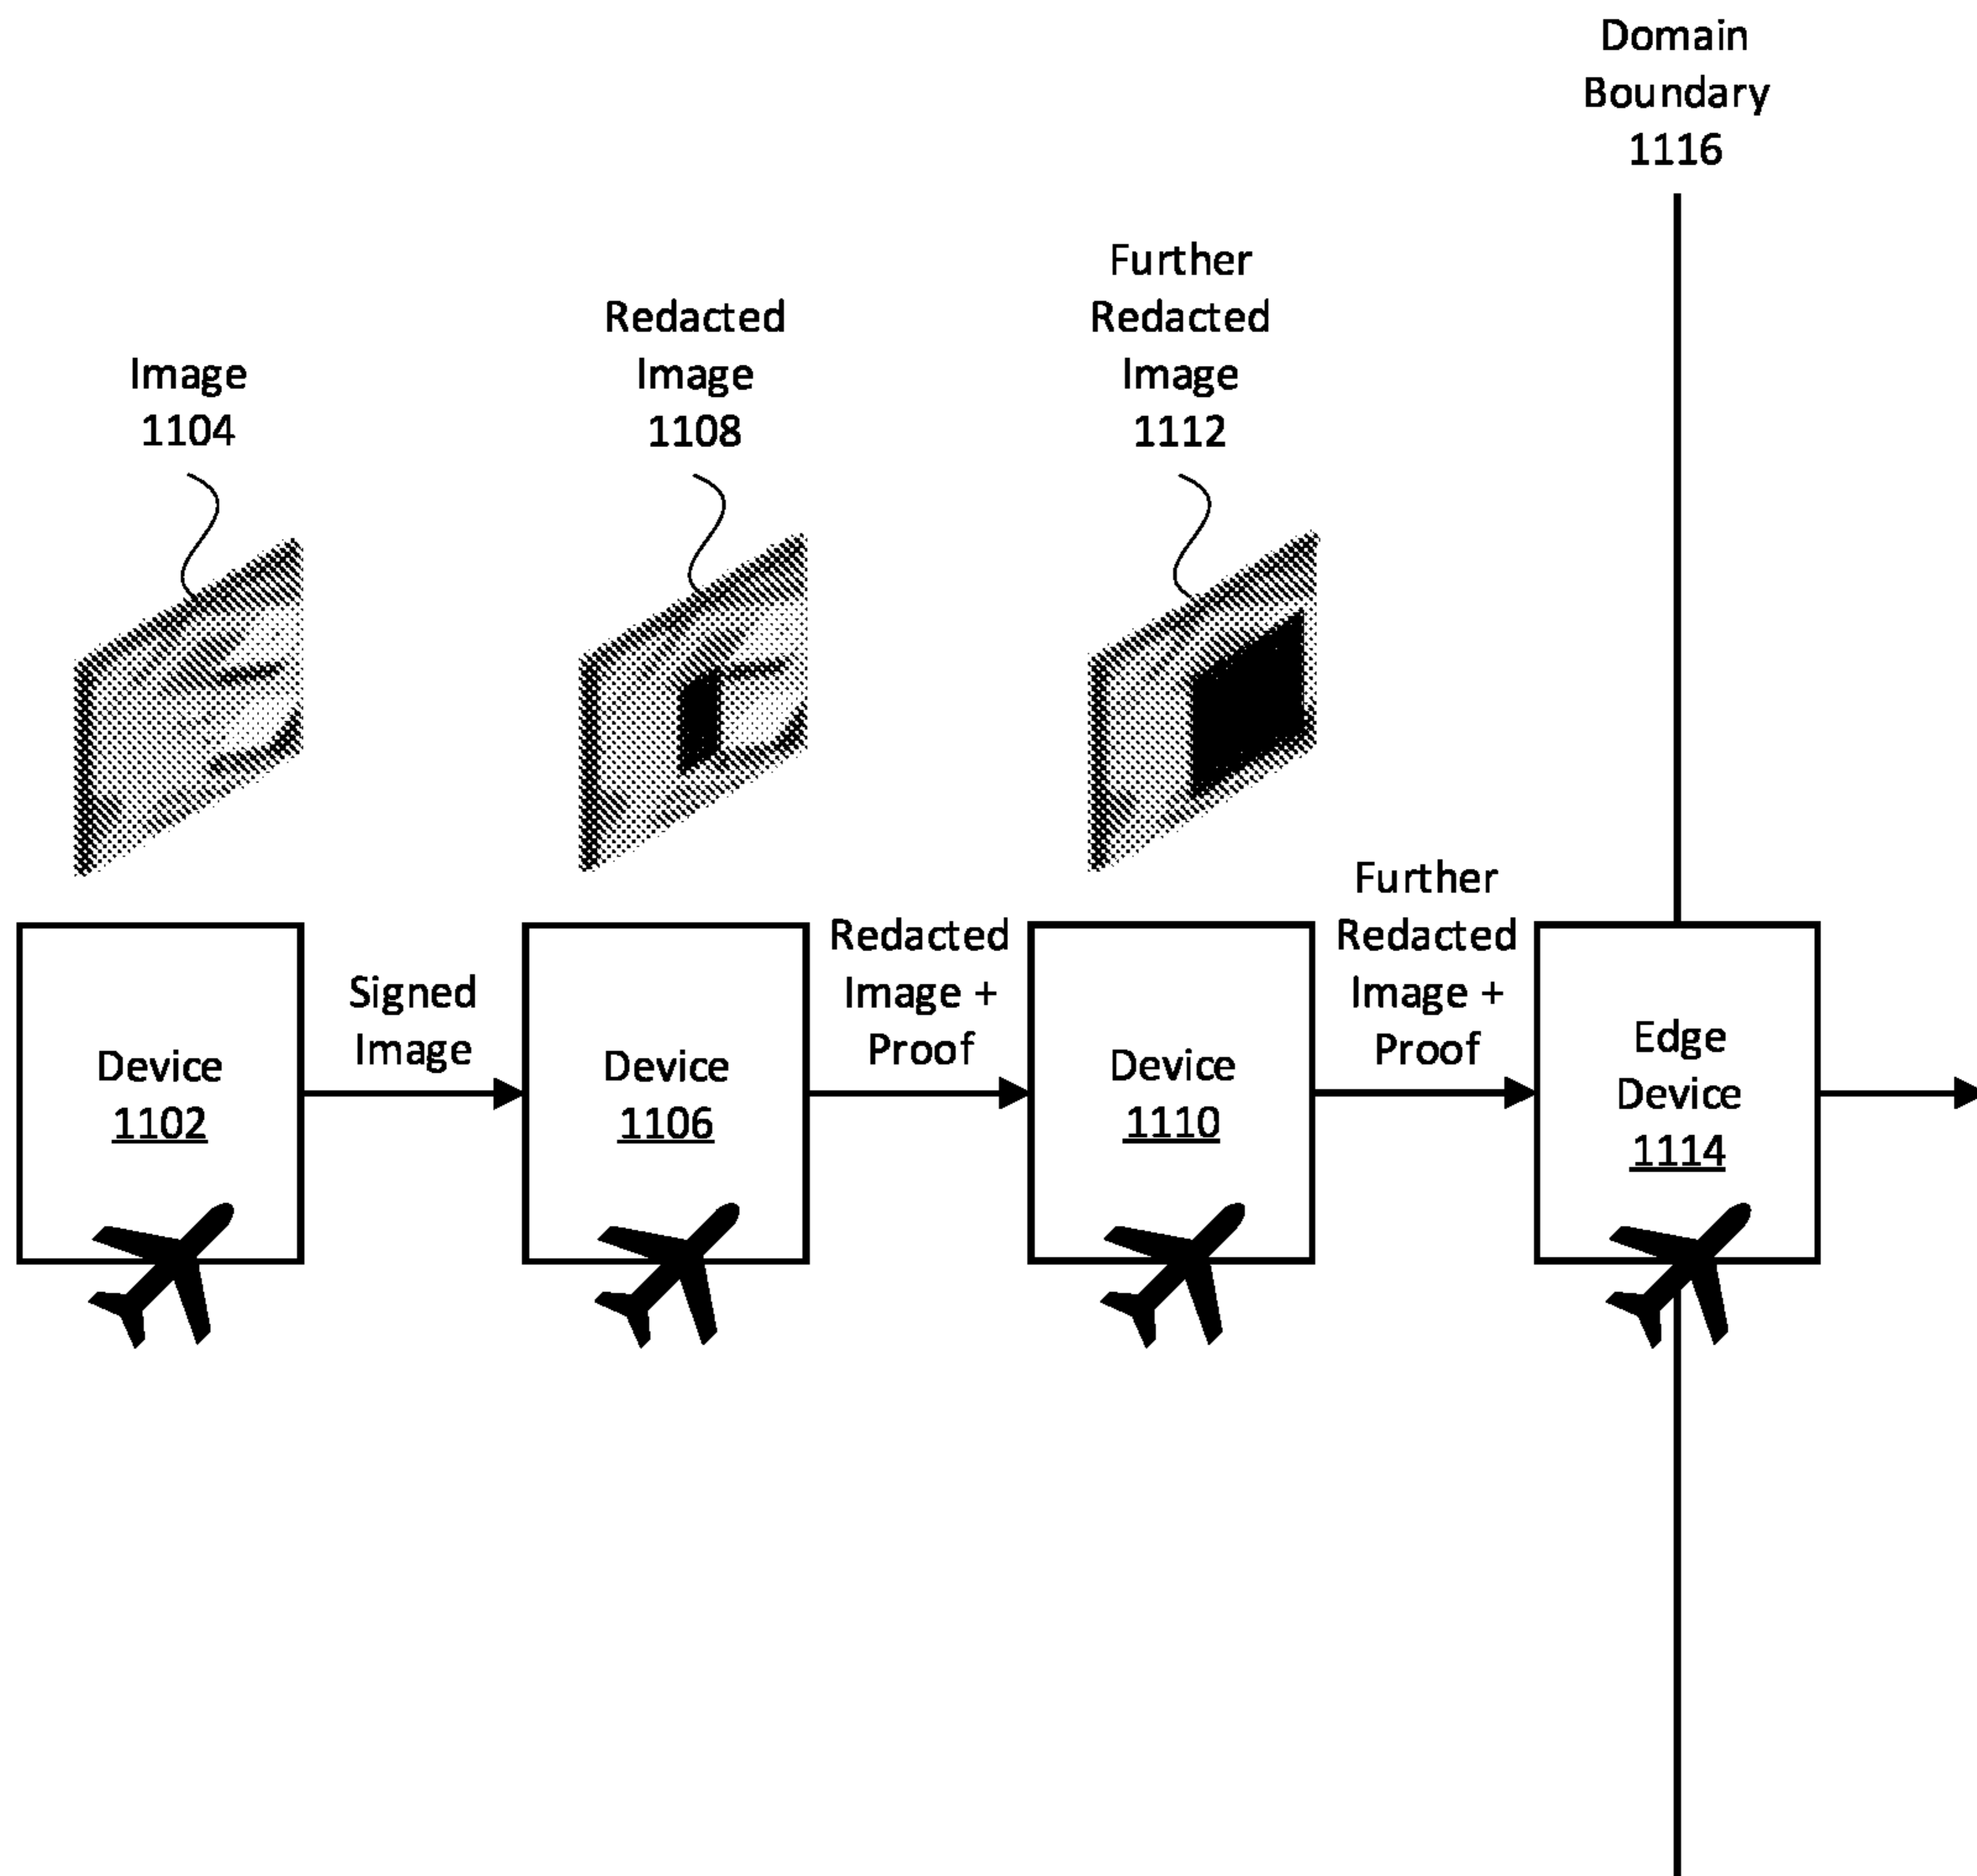 Domain
Boundary
1116
Image
1104
Redacted
Image
1108
Further
Redacted
Image
1112
Device
1102
Signed
Image
Device
1106
Redacted
Image +
Proof
Device
1110
Further
Redacted
Image +
Proof
Edge
Device
1114